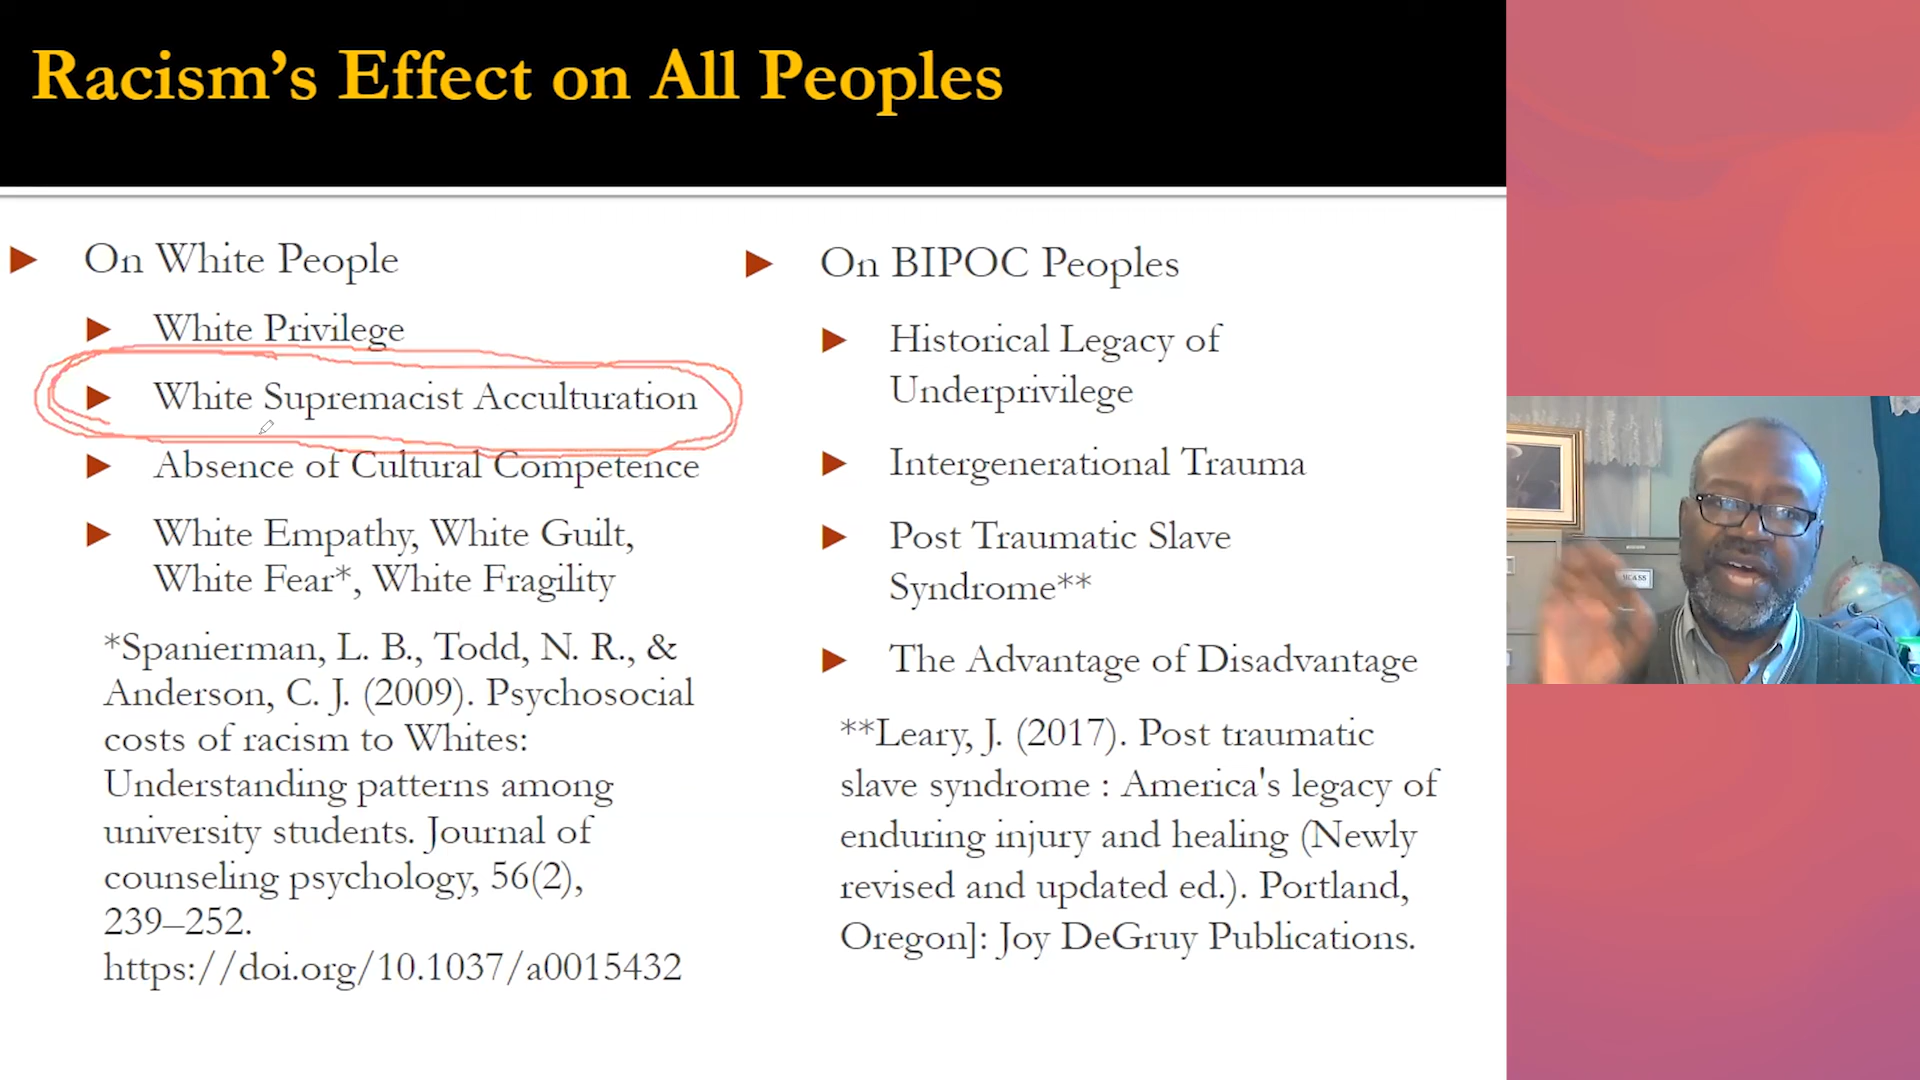 Racism’s Effect on All Peoples
On White People
White Privilege
White Supremacist Acculturation
Absence of Cultural Competence
White Empathy, White Guilt,
White Fear*, White Fragility
*Spanierman, L. B., Todd, N. R., &
Anderson, C. J. (2009). Psychosocial
costs of racism to Whites:
Understanding patterns among
university students. Journal of
counseling psychology, 56(2),
239–252.
https://doi.org/10.1037/a0015432
On BIPOC Peoples
Historical Legacy of
Underprivilege
Intergenerational Trauma
Post Traumatic Slave
Syndrome**
The Advantage of Disadvantage
**Leary, J. (2017). Post traumatic
slave syndrome : America's legacy of
enduring injury and healing (Newly
revised and updated ed.). Portland,
Oregon]: Joy DeGruy Publications.